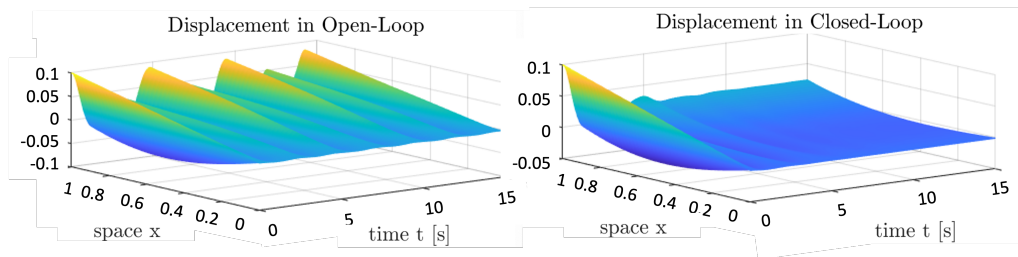 Displacement in Open-Loop
0.1
0.05
0
-0.05
-0.1
1 0.8 0.6 0.4 0.2 0
0 5 10 15
space x
time t [s]
Displacement in Closed-Loop
0.1
0.05
0
-0.05
1 0.8 0.6 0.4 0.2 0
0 5 10 15
space x
time t [s]